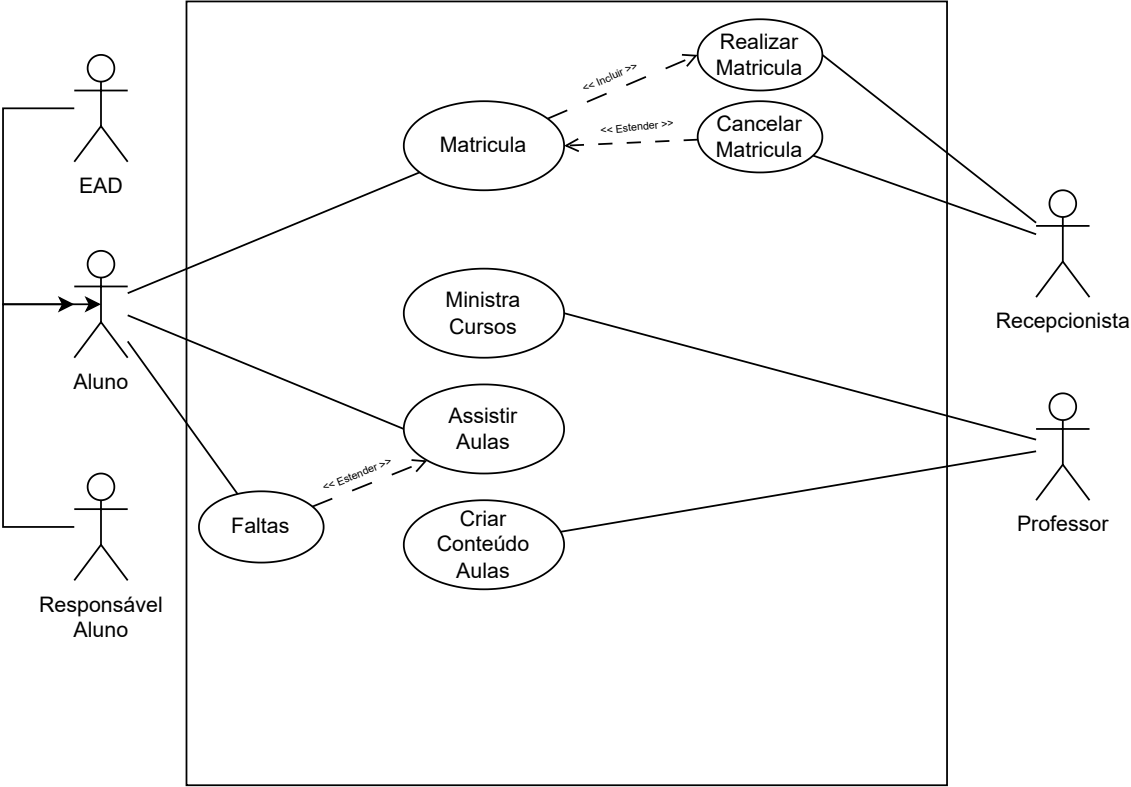 Realizar
Matricula
<< Incluir >>
<< Estender >>
Cancelar
Matricula
Matricula
EAD
Ministra
Cursos
Recepcionista
Aluno
Assistir
Aulas
<< Estender >>
Faltas
Criar
Conteúdo
Aulas
Professor
Responsável
Aluno